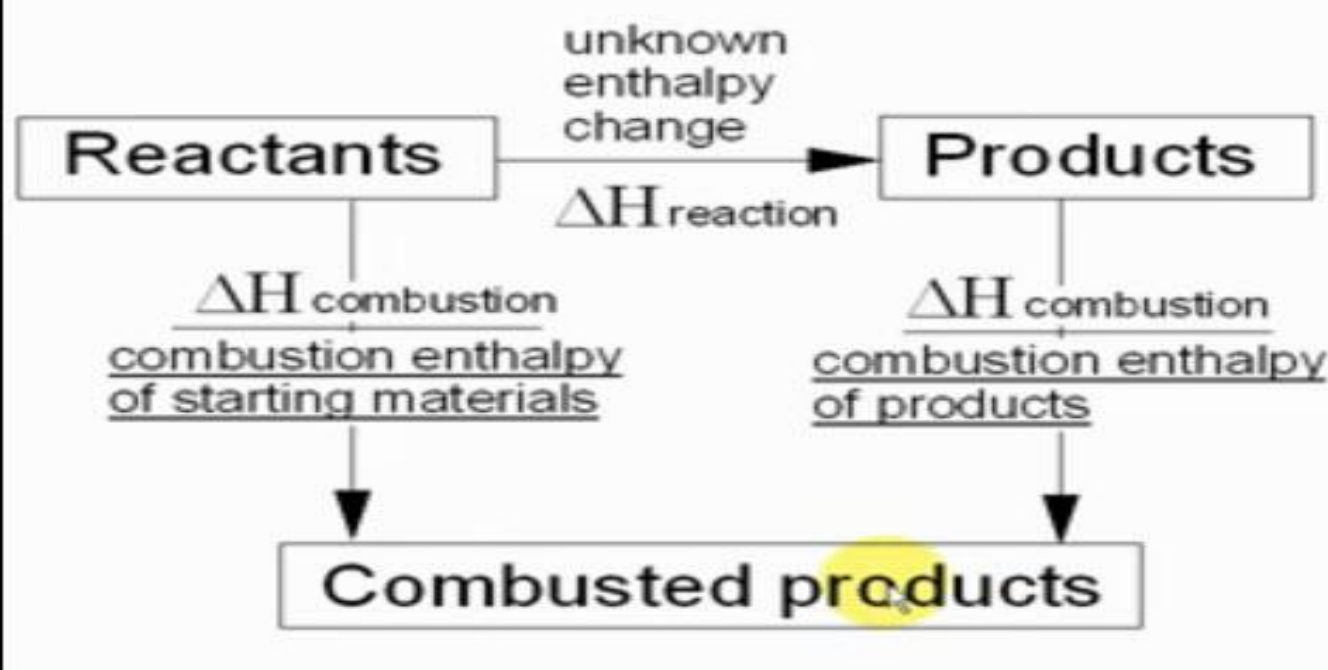 unknown
enthalpy
change
Reactants
Products
ΔH reaction
ΔH combustion
combustion enthalpy
of starting materials
ΔH combustion
combustion enthalpy
of products
Combusted products